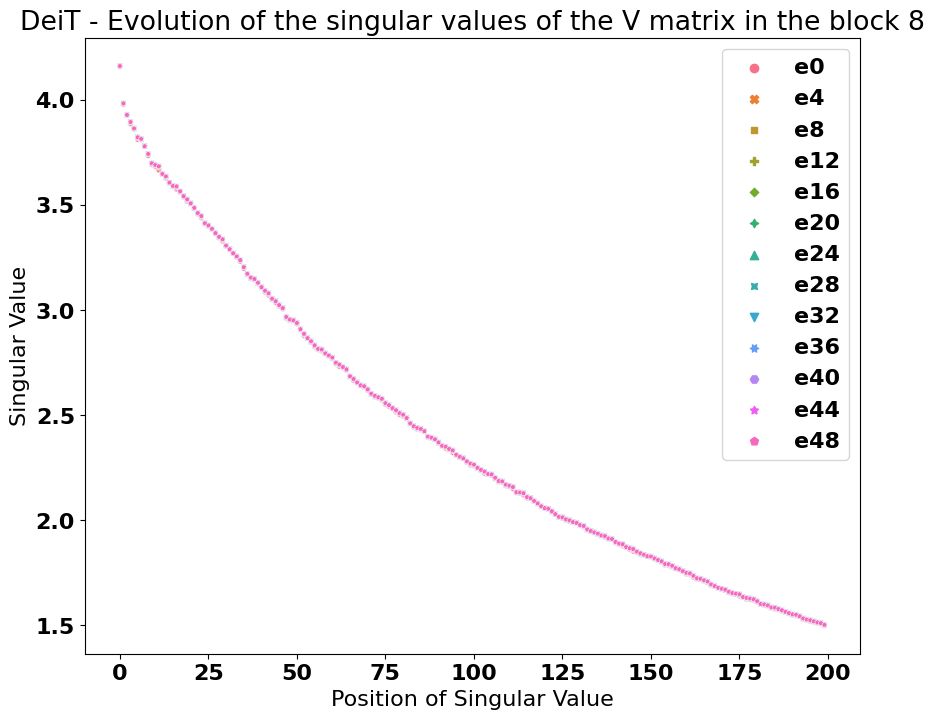 DeiT - Evolution of the singular values of the V matrix in the block 8
4.0
3.5
3.0
2.5
2.0
1.5
Singular Value
0 25 50 75 100 125 150 175 200
Position of Singular Value
e0
e4
e8
e12
e16
e20
e24
e28
e32
e36
e40
e44
e48